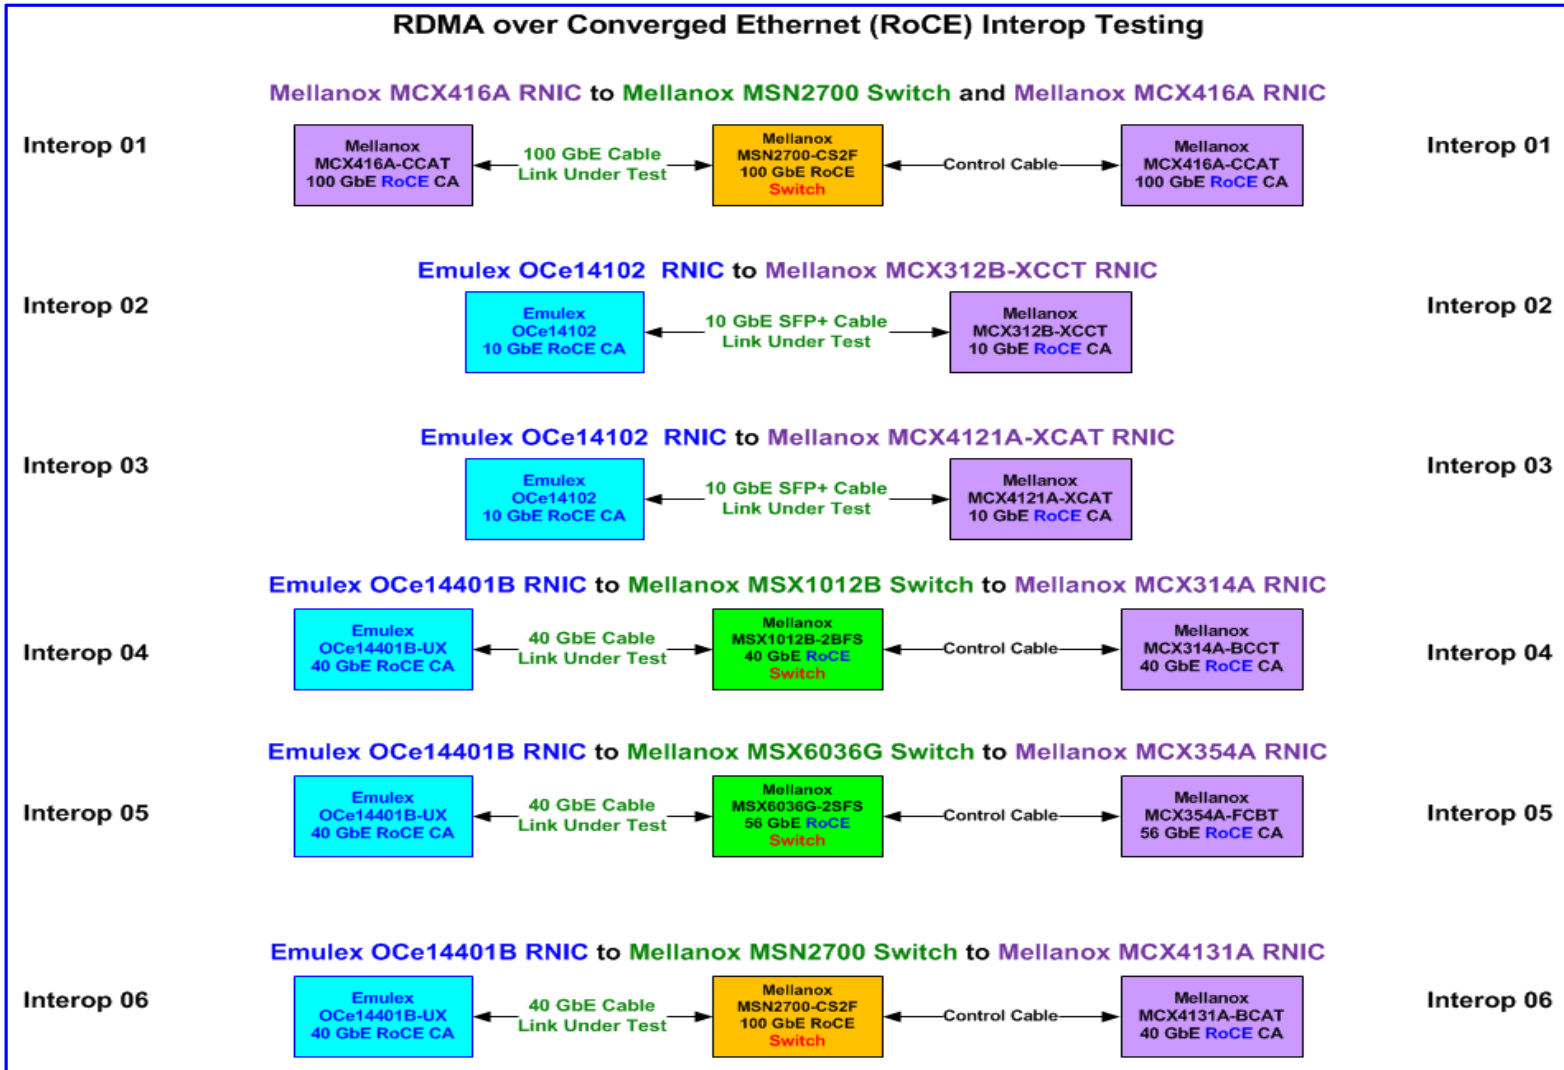 RDMA over Converged Ethernet (RoCE) Interop Testing
Mellanox MCX416A RNIC to Mellanox MSN2700 Switch and Mellanox MCX416A RNIC
Interop 01
Mellanox
MCX416A-CCAT
100 GbE RoCE CA
100 GbE Cable
Link Under Test
Mellanox
MSN2700-CS2F
100 GbE RoCE
Switch
Control Cable
Mellanox
MCX416A-CCAT
100 GbE RoCE CA
Interop 01
Emulex OCe14102 RNIC to Mellanox MCX312B-XCCT RNIC
Interop 02
Emulex
OCe14102
10 GbE RoCE CA
10 GbE SFP+ Cable
Link Under Test
Mellanox
MCX312B-XCCT
10 GbE RoCE CA
Interop 02
Emulex OCe14102 RNIC to Mellanox MCX4121A-XCAT RNIC
Interop 03
Emulex
OCe14102
10 GbE RoCE CA
10 GbE SFP+ Cable
Link Under Test
Mellanox
MCX4121A-XCAT
10 GbE RoCE CA
Interop 03
Emulex OCe14401B RNIC to Mellanox MSX1012B Switch to Mellanox MCX314A RNIC
Interop 04
Emulex
OCe14401B-UX
40 GbE RoCE CA
40 GbE Cable
Link Under Test
Mellanox
MSX1012B-2BFS
40 GbE RoCE
Switch
Control Cable
Mellanox
MCX314A-BCCT
40 GbE RoCE CA
Interop 04
Emulex OCe14401B RNIC to Mellanox MSX6036G Switch to Mellanox MCX354A RNIC
Interop 05
Emulex
OCe14401B-UX
40 GbE RoCE CA
40 GbE Cable
Link Under Test
Mellanox
MSX6036G-2SFS
56 GbE RoCE
Switch
Control Cable
Mellanox
MCX354A-FCBT
56 GbE RoCE CA
Interop 05
Emulex OCe14401B RNIC to Mellanox MSN2700 Switch to Mellanox MCX4131A RNIC
Interop 06
Emulex
OCe14401B-UX
40 GbE RoCE CA
40 GbE Cable
Link Under Test
Mellanox
MSN2700-CS2F
100 GbE RoCE
Switch
Control Cable
Mellanox
MCX4131A-BCAT
40 GbE RoCE CA
Interop 06